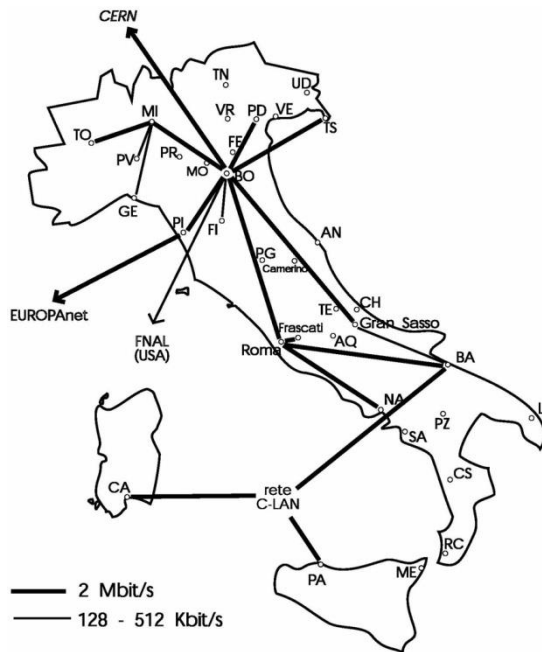 CERN
TN
UD
MI
VR
PD
VE
TS
TO
FE
PV
PR
MO
BO
GE
PI
FI
AN
PG
Camerino
EUROPAnet
TE
CH
FNAL
(USA)
Frascati
Gran Sasso
Roma
AQ
BA
NA
L
PZ
SA
CA
rete
C-LAN
CS
RC
PA
ME
2 Mbit/s
128 - 512 Kbit/s